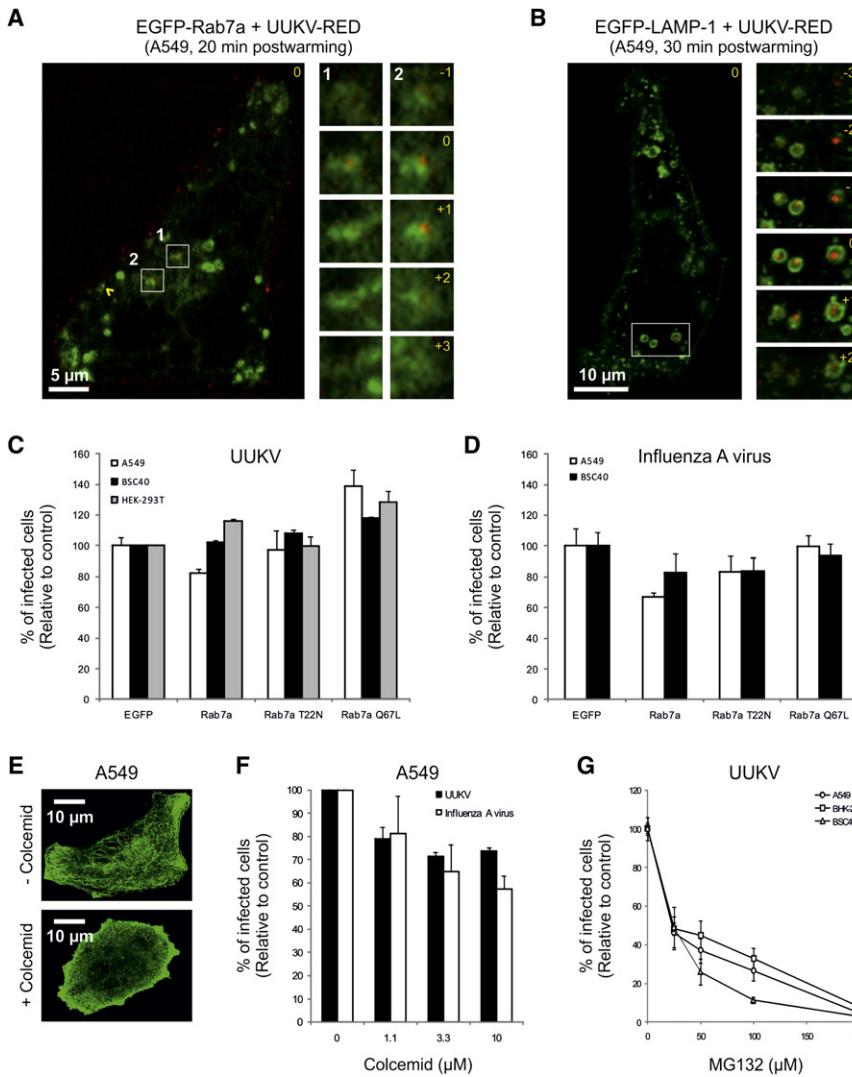 A
EGFP-Rab7a + UUKV-RED
(A549, 20 min postwarming)
0
1
2
5 µm
1
2
-1
0
+1
+2
+3
B
EGFP-LAMP-1 + UUKV-RED
(A549, 30 min postwarming)
0
10 µm
-3
-2
0
+2
C
UUKV
% of infected cells
(Relative to control)
160
140
120
100
80
60
40
20
0
A549
BSC40
HEK-293T
EGFP
Rab7a
Rab7a T22N
Rab7a Q67L
D
Influenza A virus
% of infected cells
(Relative to control)
160
140
120
100
80
60
40
20
0
A549
BSC40
EGFP
Rab7a
Rab7a T22N
Rab7a Q67L
E
A549
- Colcemid
10 µm
+ Colcemid
10 µm
F
A549
% of infected cells
(Relative to control)
100
90
80
70
60
50
40
30
20
10
0
UUKV
Influenza A virus
0
1.1
3.3
10
Colcemid (µM)
G
UUKV
% of infected cells
(Relative to control)
120
100
80
60
40
20
0
A549
BHK-2
BSC4
0
50
100
150
MG132 (µM)